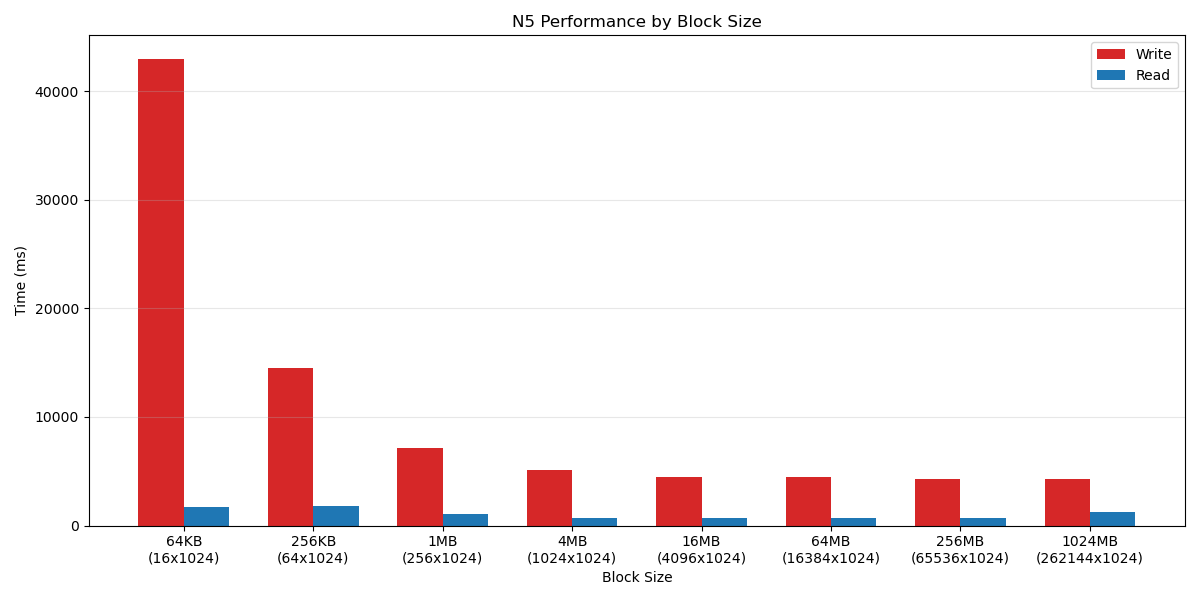 N5 Performance by Block Size
Write
Read
Time (ms)
40000
30000
20000
10000
0
64KB
(16x1024)
256KB
(64x1024)
1MB
(256x1024)
4MB
(1024x1024)
16MB
(4096x1024)
64MB
(16384x1024)
256MB
(65536x1024)
1024MB
(262144x1024)
Block Size